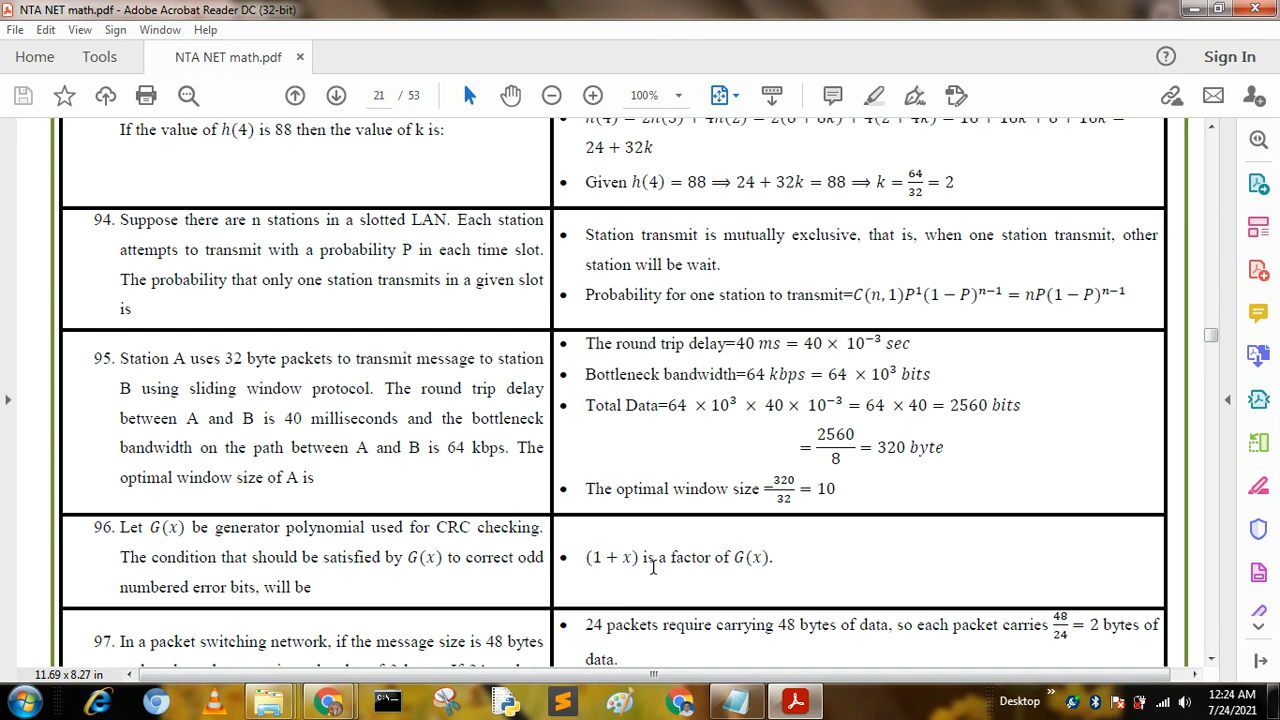 NTA NET math.pdf - Adobe Acrobat Reader DC (32-bit)
File Edit View Sign Window Help
Home Tools NTA NET math.pdf × Sign In
21 / 53 100%
If the value of h(4) is 88 then the value of k is:
24 + 32k
• Given h(4) = 88 ⟹ 24 + 32k = 88 ⟹ k = 64/32 = 2
94. Suppose there are n stations in a slotted LAN. Each station
attempts to transmit with a probability P in each time slot.
The probability that only one station transmits in a given slot
is
• Station transmit is mutually exclusive, that is, when one station transmit, other
station will be wait.
• Probability for one station to transmit=C(n, 1)P¹(1 − P)ⁿ⁻¹ = nP(1 − P)ⁿ⁻¹
95. Station A uses 32 byte packets to transmit message to station
B using sliding window protocol. The round trip delay
between A and B is 40 milliseconds and the bottleneck
bandwidth on the path between A and B is 64 kbps. The
optimal window size of A is
• The round trip delay=40 ms = 40 × 10⁻³ sec
• Bottleneck bandwidth=64 kbps = 64 × 10³ bits
• Total Data=64 × 10³ × 40 × 10⁻³ = 64 × 40 = 2560 bits
= 2560/8 = 320 byte
• The optimal window size =320/32 = 10
96. Let G(x) be generator polynomial used for CRC checking.
The condition that should be satisfied by G(x) to correct odd
numbered error bits, will be
• (1 + x) is a factor of G(x).
97. In a packet switching network, if the message size is 48 bytes
• 24 packets require carrying 48 bytes of data, so each packet carries 48/24 = 2 bytes of
data.
11.69 x 8.27 in
Desktop » 12:24 AM
7/24/2021